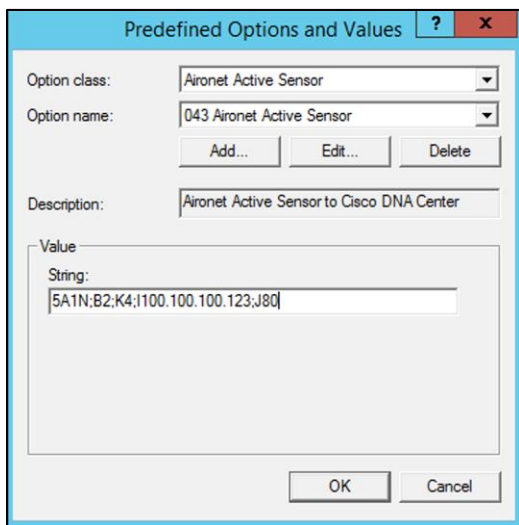 Predefined Options and Values ? x
Option class: Aironet Active Sensor
Option name: 043 Aironet Active Sensor
Add... Edit... Delete
Description: Aironet Active Sensor to Cisco DNA Center
Value
String:
5A1N;B2;K4;I100.100.100.123;J80
OK Cancel